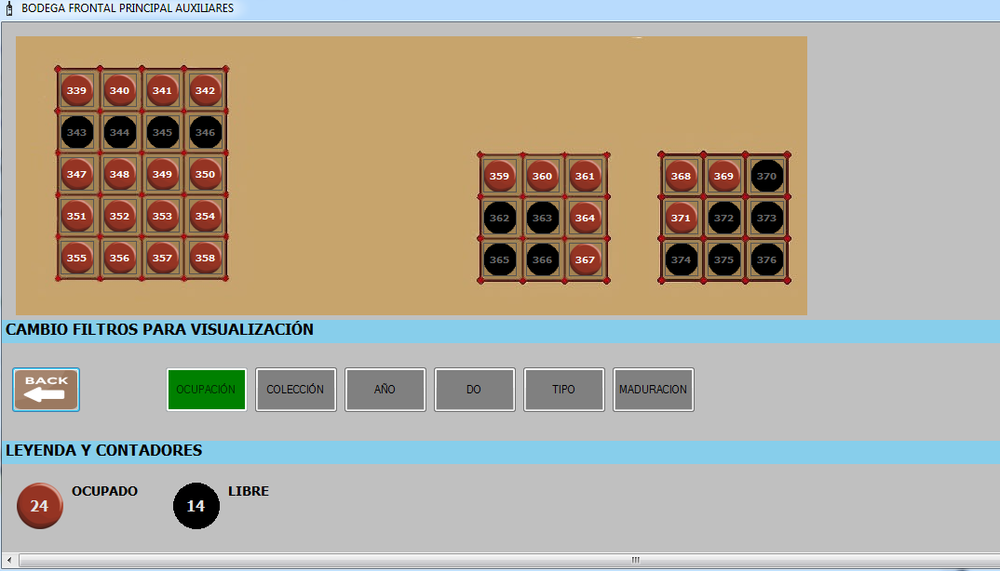 BODEGA FRONTAL PRINCIPAL AUXILIARES
339 340 341 342
343 344 345 346
347 348 349 350
351 352 353 354
355 356 357 358
359 360 361
362 363 364
365 366 367
368 369 370
371 372 373
374 375 376
CAMBIO FILTROS PARA VISUALIZACIÓN
BACK
OCUPACIÓN COLECCIÓN AÑO DO TIPO MADURACION
LEYENDA Y CONTADORES
24 OCUPADO 14 LIBRE